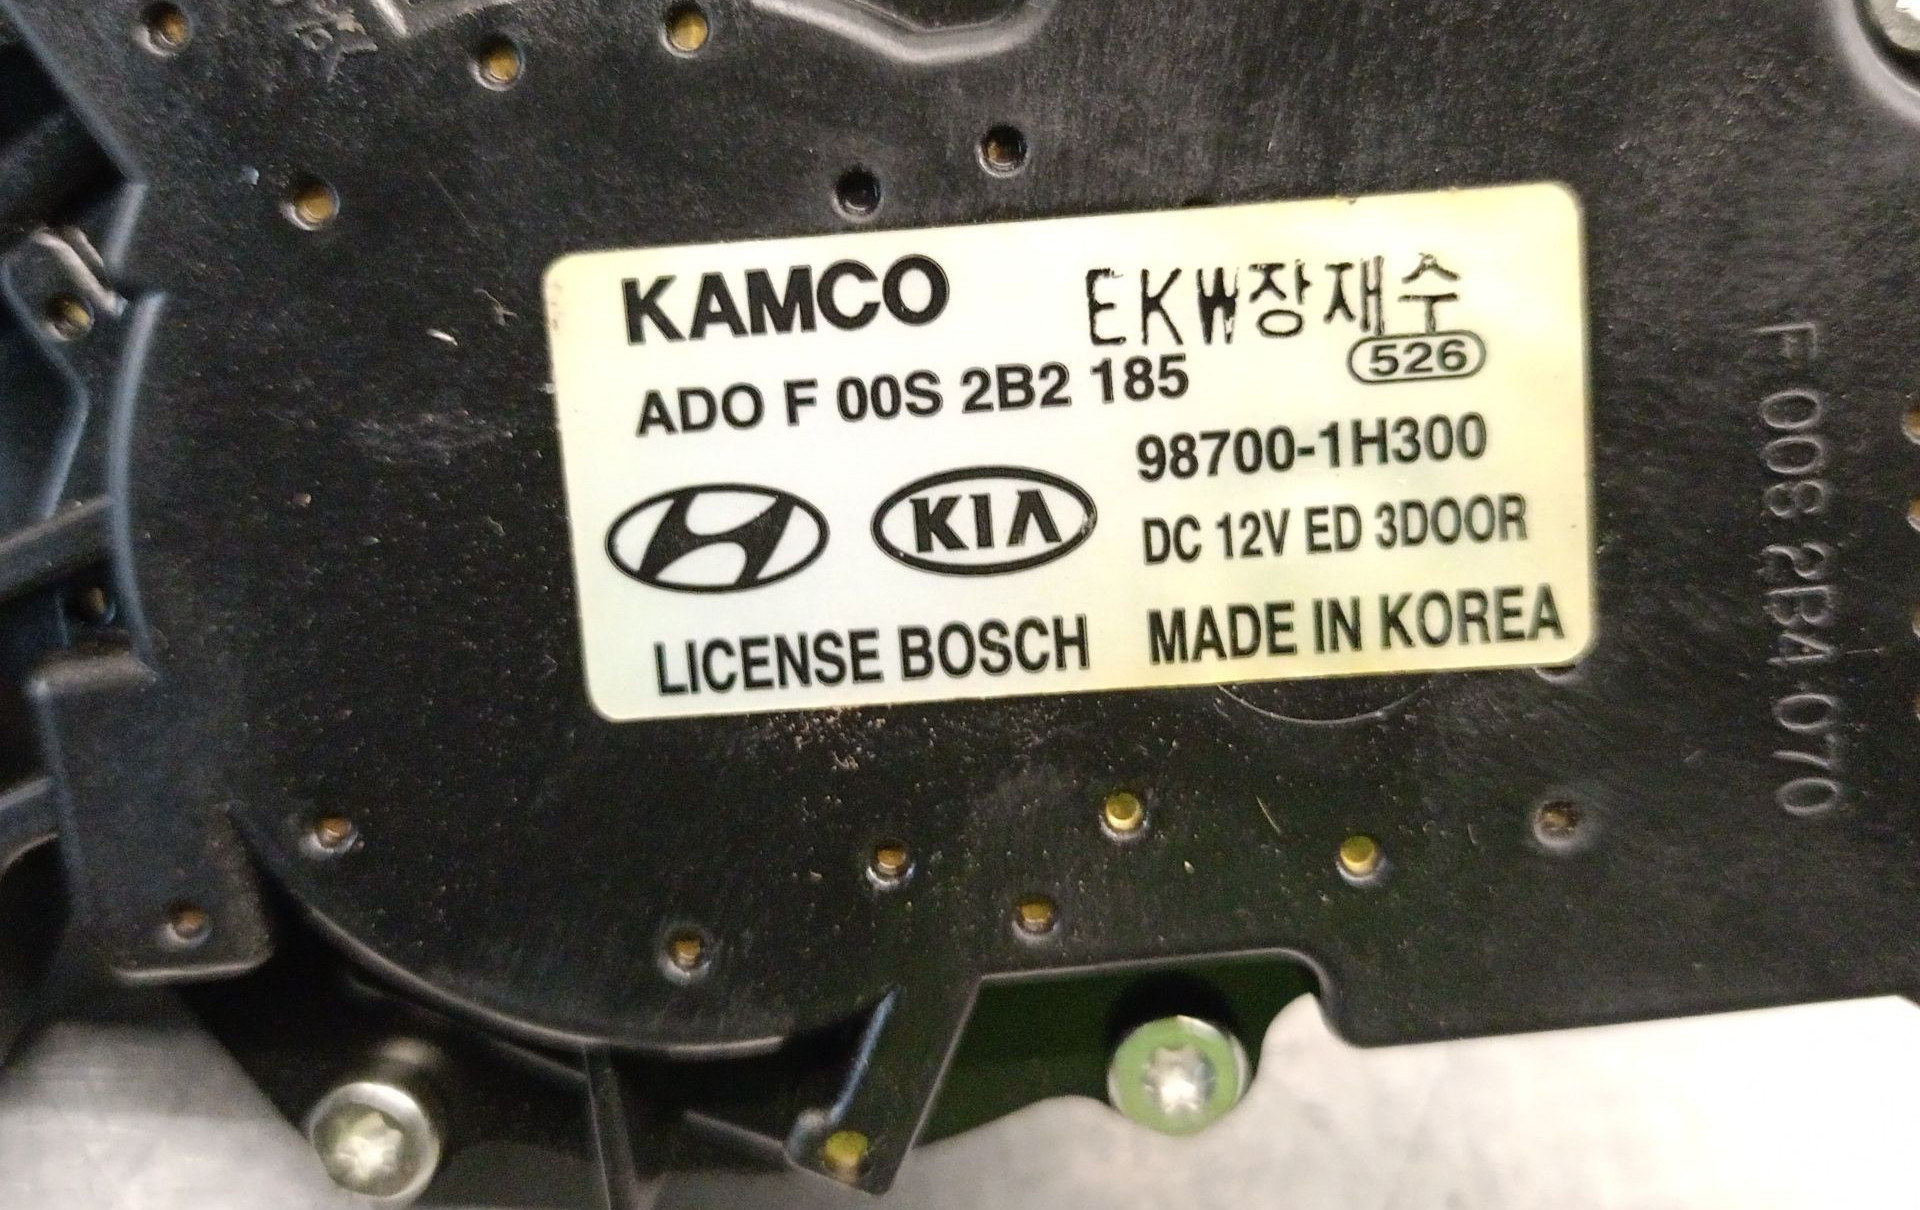 KAMCO EKW장재수
ADO F 00S 2B2 185 526
98700-1H300
KIA DC 12V ED 3DOOR
LICENSE BOSCH MADE IN KOREA
F 00S 2B4 070